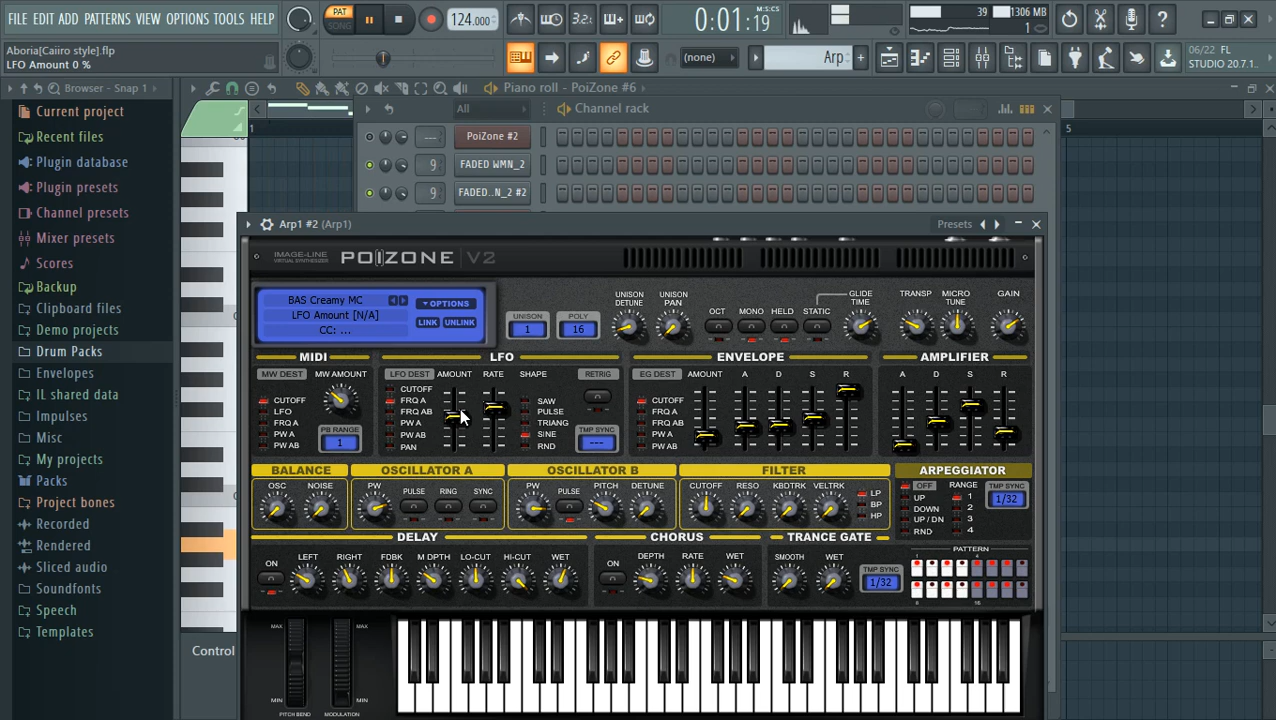 FILE EDIT ADD PATTERNS VIEW OPTIONS TOOLS HELP
PAT
SONG
124.000
3.2.
0:01:19
M:S:CS
39
1306 MB
1
Aboria[Caiiro style].flp
LFO Amount 0 %
(none)
Arp
06/22 FL
STUDIO 20.7.1
Browser - Snap 1
Piano roll - PoiZone #6
Current project
Recent files
Plugin database
Plugin presets
Channel presets
Mixer presets
Scores
Backup
Clipboard files
Demo projects
Drum Packs
Envelopes
IL shared data
Impulses
Misc
My projects
Packs
Project bones
Recorded
Rendered
Sliced audio
Soundfonts
Speech
Templates
1
5
All
Channel rack
---
PoiZone #2
9
FADED WMN_2
9
FADED..N_2 #2
Control
Arp1 #2 (Arp1)
Presets
IMAGE-LINE
VIRTUAL SYNTHESIZER
POIZONE V2
BAS Creamy MC
LFO Amount [N/A]
CC: ...
OPTIONS
LINK
UNLINK
UNISON
1
POLY
16
UNISON DETUNE
UNISON PAN
OCT
MONO
HELD
STATIC
GLIDE TIME
TRANSP
MICRO TUNE
GAIN
MIDI
MW DEST
MW AMOUNT
CUTOFF
LFO
FRQ A
PW A
PW AB
PB RANGE
1
LFO
LFO DEST
AMOUNT
RATE
SHAPE
RETRIG
CUTOFF
FRQ A
FRQ AB
PW A
PW AB
PAN
SAW
PULSE
TRIANG
SINE
RND
TMP SYNC
---
ENVELOPE
EG DEST
AMOUNT
A
D
S
R
CUTOFF
FRQ A
FRQ AB
PW A
PW AB
AMPLIFIER
A
D
S
R
BALANCE
OSC
NOISE
OSCILLATOR A
PW
PULSE
RING
SYNC
OSCILLATOR B
PW
PULSE
PITCH
DETUNE
FILTER
CUTOFF
RESO
KBDTRK
VELTRK
LP
BP
HP
ARPEGGIATOR
OFF
UP
DOWN
UP / DN
RND
RANGE
1
2
3
4
TMP SYNC
1/32
DELAY
ON
LEFT
RIGHT
FDBK
M DPTH
LO-CUT
HI-CUT
WET
CHORUS
ON
DEPTH
RATE
WET
TRANCE GATE
SMOOTH
WET
TMP SYNC
1/32
PATTERN
MAX
MIN
PITCH BEND
MAX
MIN
MODULATION